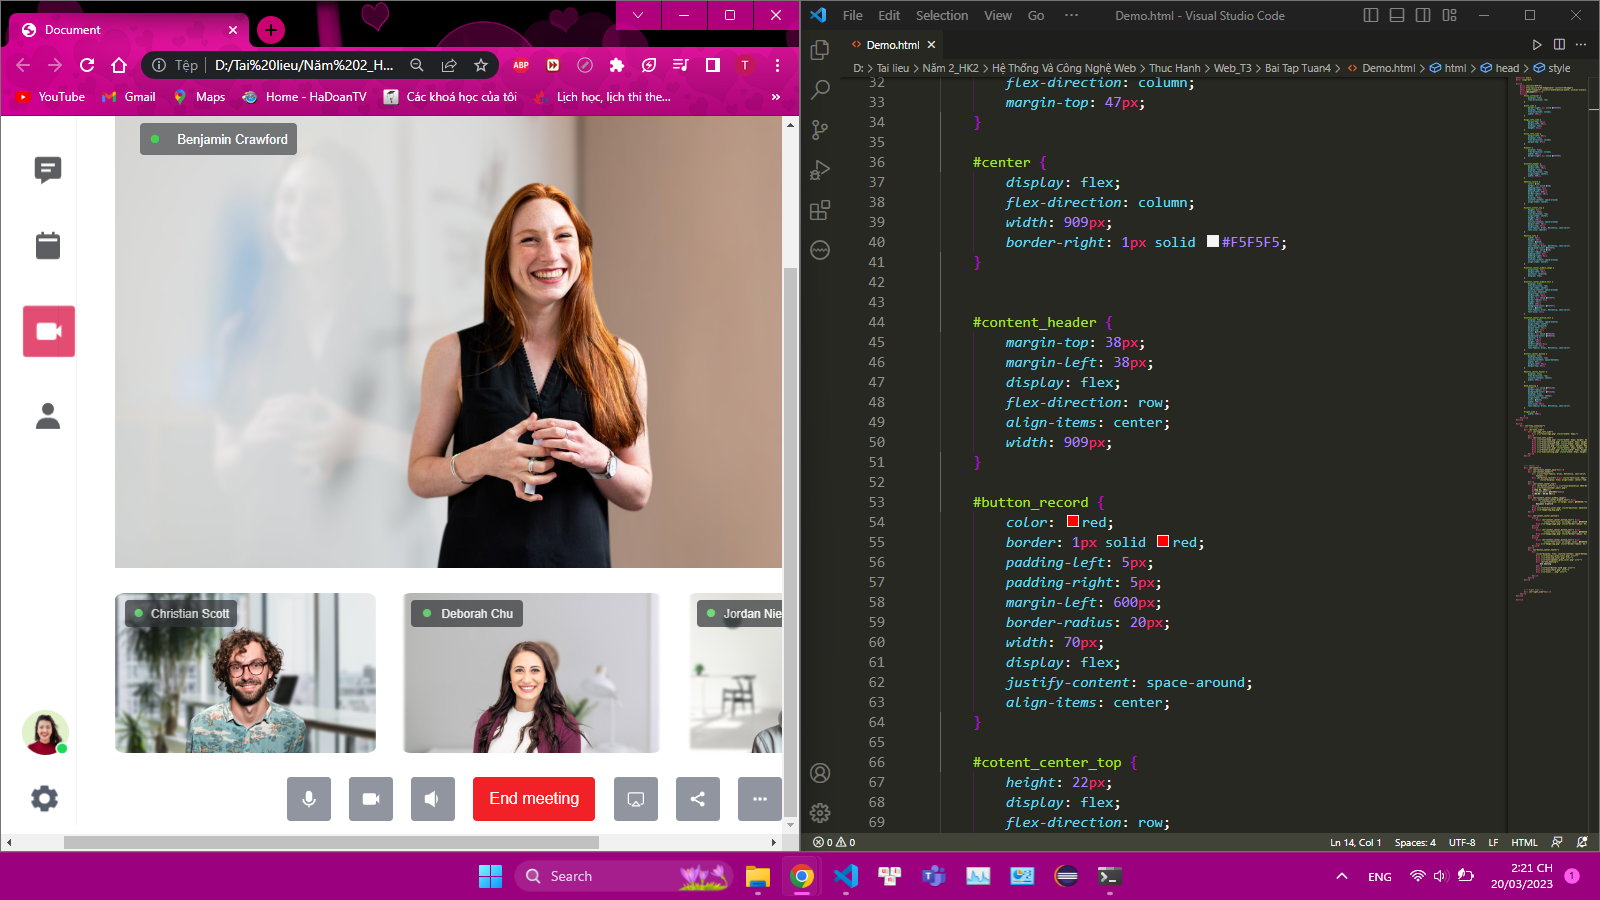 Document
Tệp
D:/Tai%20lieu/Năm%202_H...
ABP
T
YouTube
Gmail
Maps
Home - HaDoanTV
Các khoá học của tôi
Lịch học, lịch thi the...
»
Benjamin Crawford
Christian Scott
Deborah Chu
Jordan Nie
End meeting
File Edit Selection View Go ···
Demo.html - Visual Studio Code
Demo.html
D: > Tai lieu > Năm 2_HK2 > Hệ Thống Và Công Nghệ Web > Thuc Hanh > Web_T3 > Bai Tap Tuan4 > Demo.html > html > head > style
32 flex-direction: column;
33 margin-top: 47px;
34 }
35
36 #center {
37 display: flex;
38 flex-direction: column;
39 width: 909px;
40 border-right: 1px solid #F5F5F5;
41 }
42
43
44 #content_header {
45 margin-top: 38px;
46 margin-left: 38px;
47 display: flex;
48 flex-direction: row;
49 align-items: center;
50 width: 909px;
51 }
52
53 #button_record {
54 color: red;
55 border: 1px solid red;
56 padding-left: 5px;
57 padding-right: 5px;
58 margin-left: 600px;
59 border-radius: 20px;
60 width: 70px;
61 display: flex;
62 justify-content: space-around;
63 align-items: center;
64 }
65
66 #cotent_center_top {
67 height: 22px;
68 display: flex;
69 flex-direction: row;
0 0
Ln 14, Col 1 Spaces: 4 UTF-8 LF HTML
Search
ENG
2:21 CH
20/03/2023
1